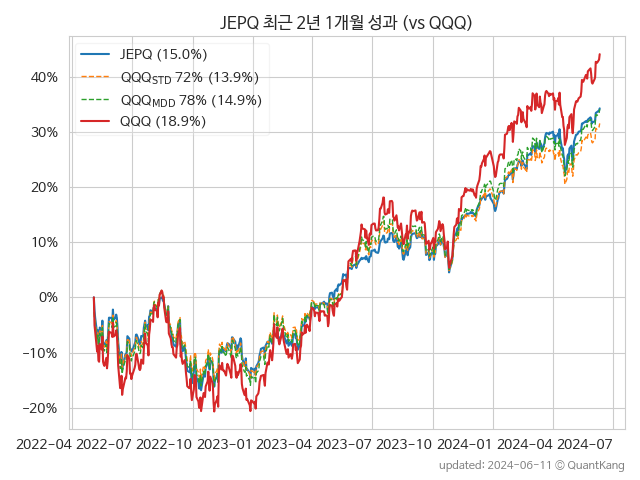 JEPQ 최근 2년 1개월 성과 (vs QQQ)
JEPQ (15.0%)
QQQSTD 72% (13.9%)
QQQMDD 78% (14.9%)
QQQ (18.9%)
40%
30%
20%
10%
0%
−10%
−20%
2022-04 2022-07 2022-10 2023-01 2023-04 2023-07 2023-10 2024-01 2024-04 2024-07
updated: 2024-06-11 © QuantKang